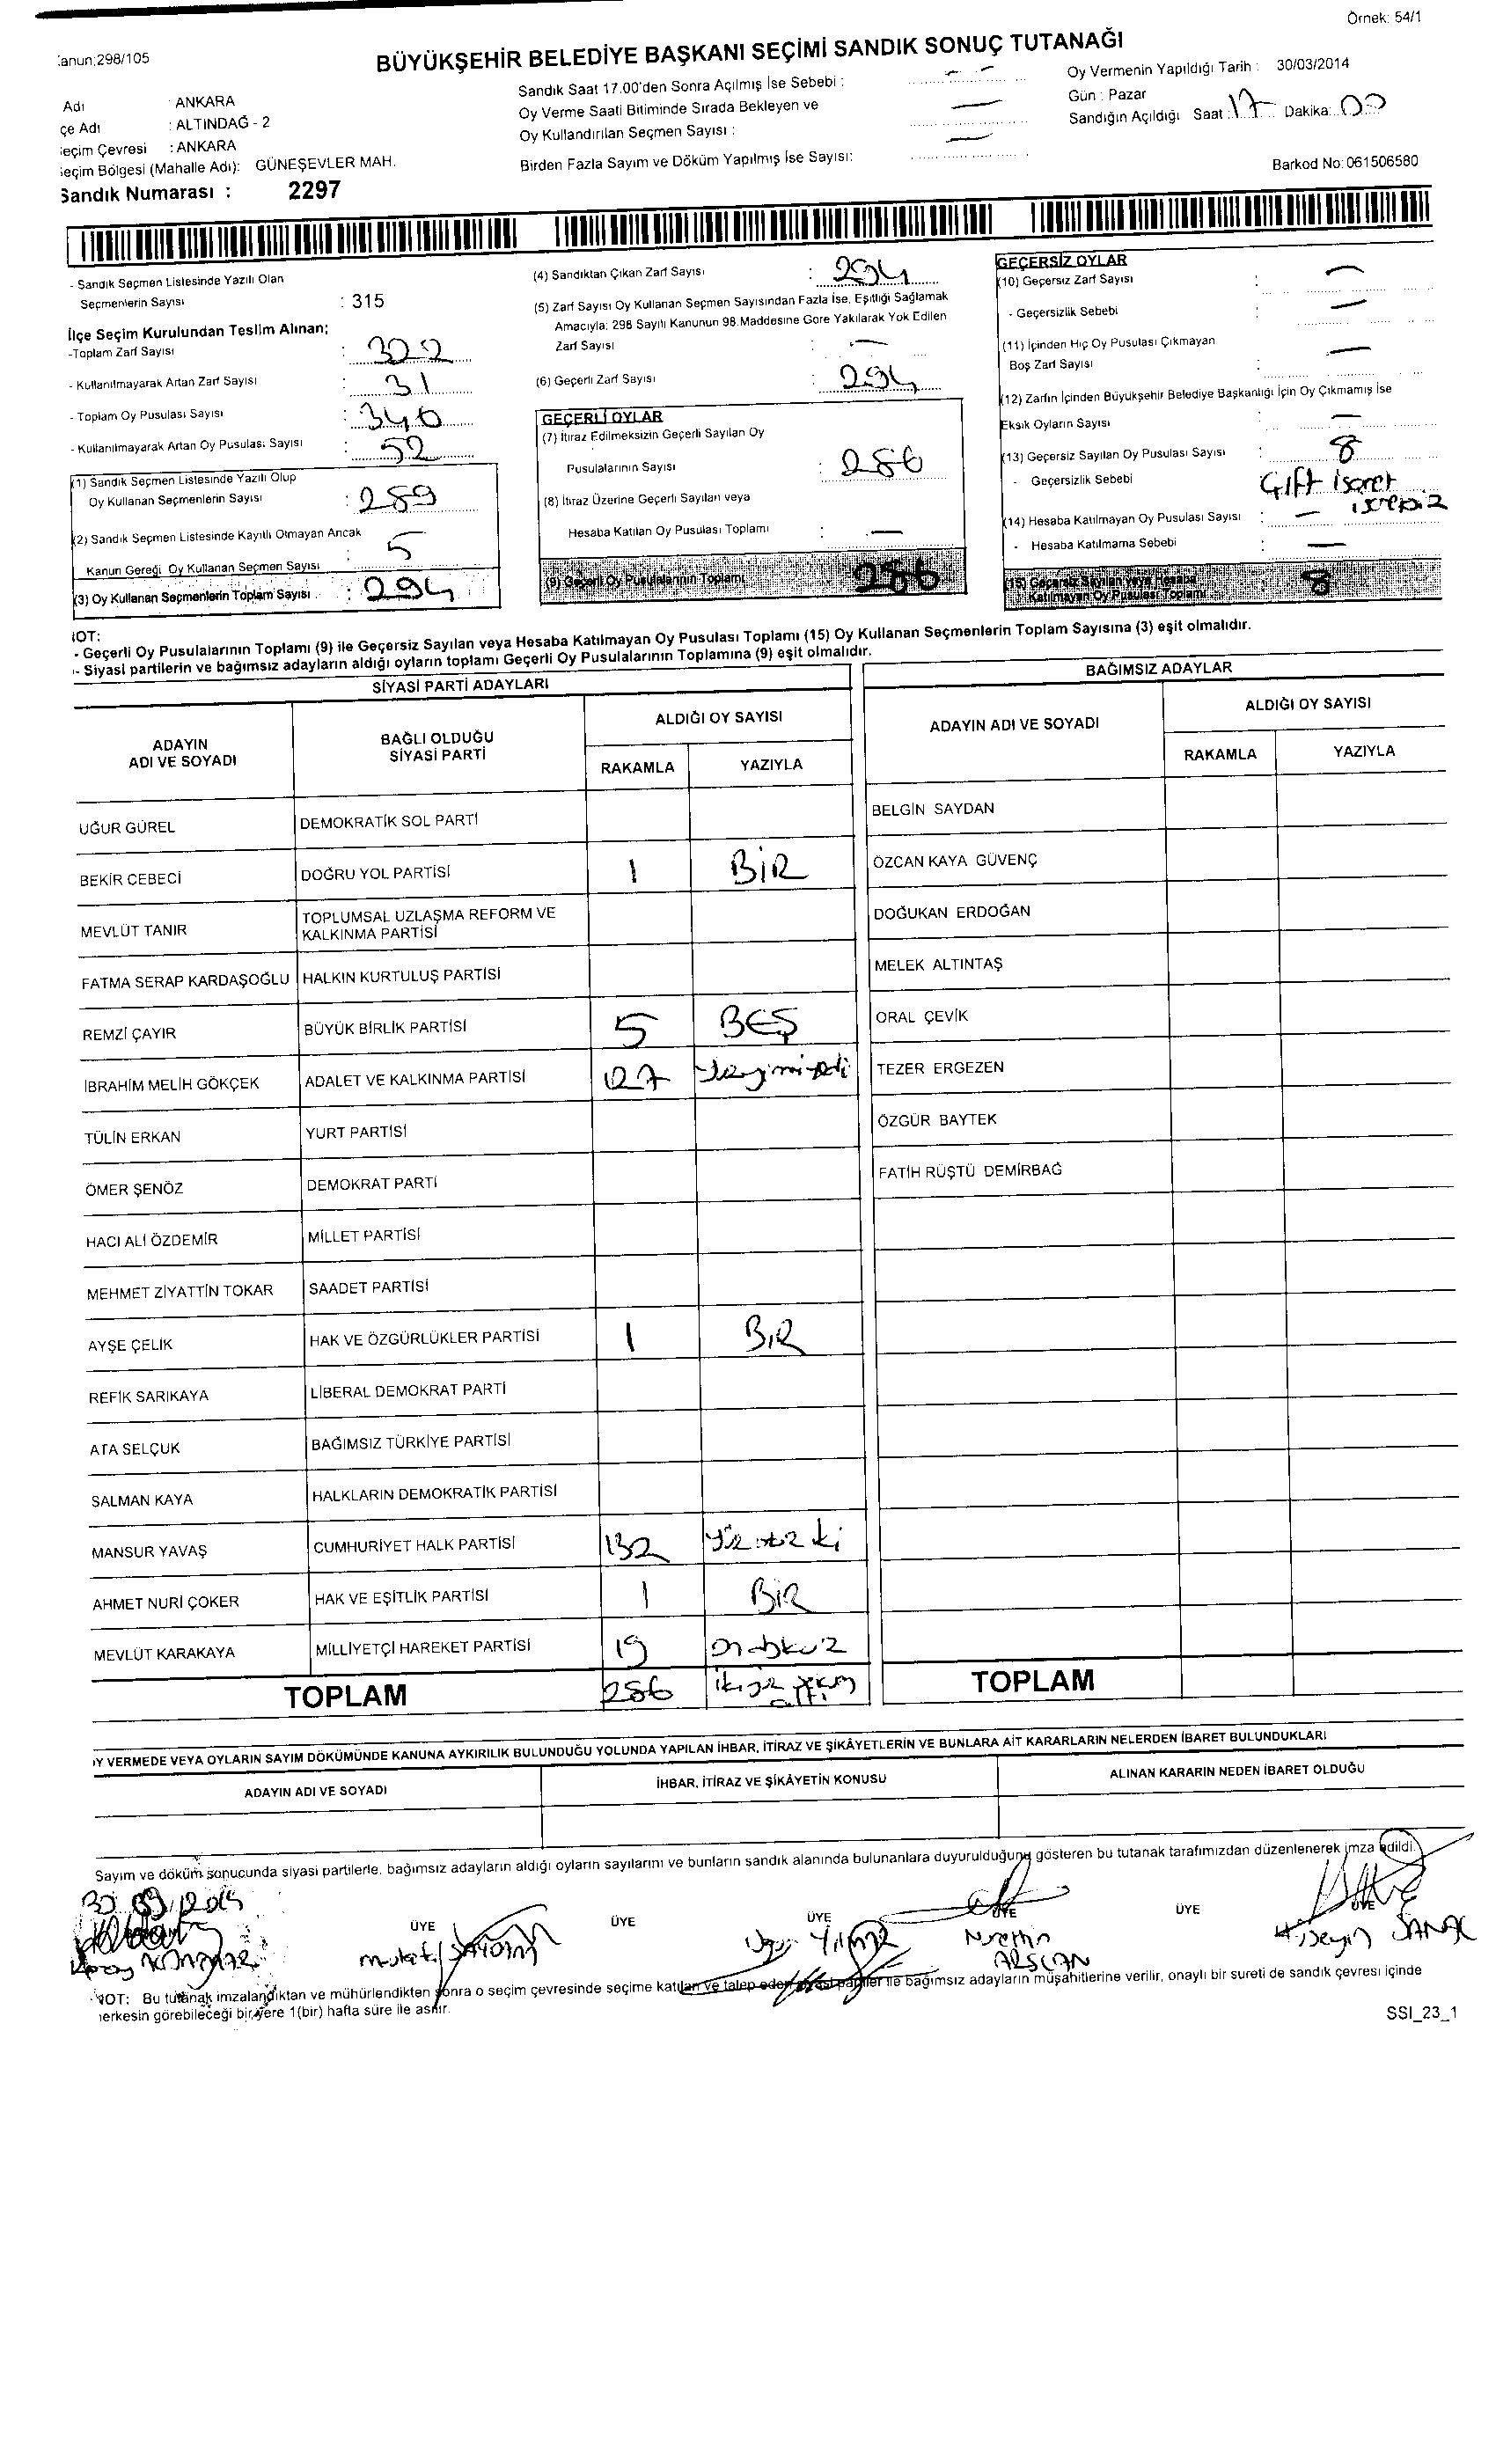 Örnek: 54/1
BÜYÜKŞEHİR BELEDİYE BAŞKANI SEÇİMİ SANDIK SONUÇ TUTANAĞI
:anun:298/105
Adı : ANKARA
çe Adı : ALTINDAĞ - 2
eçim Çevresi : ANKARA
eçim Bölgesi (Mahalle Adı): GÜNEŞEVLER MAH.
Sandık Numarası : 2297
Sandık Saat 17.00'den Sonra Açılmış İse Sebebi :
Oy Verme Saati Bitiminde Sırada Bekleyen ve
Oy Kullandırılan Seçmen Sayısı :
Birden Fazla Sayım ve Döküm Yapılmış İse Sayısı:
Oy Vermenin Yapıldığı Tarih : 30/03/2014
Gün : Pazar
Sandığın Açıldığı Saat : 17 Dakika: 00
Barkod No: 061506580
- Sandık Seçmen Listesinde Yazılı Olan
Seçmenlerin Sayısı : 315
İlçe Seçim Kurulundan Teslim Alınan;
-Toplam Zarf Sayısı : 322
- Kullanılmayarak Artan Zarf Sayısı : 31
- Toplam Oy Pusulası Sayısı : 340
- Kullanılmayarak Artan Oy Pusulası Sayısı : 52
(1) Sandık Seçmen Listesinde Yazılı Olup
Oy Kullanan Seçmenlerin Sayısı : 289
(2) Sandık Seçmen Listesinde Kayıtlı Olmayan Ancak
Kanun Gereği Oy Kullanan Seçmen Sayısı : 5
(3) Oy Kullanan Seçmenlerin Toplam Sayısı : 294
(4) Sandıktan Çıkan Zarf Sayısı : 294
(5) Zarf Sayısı Oy Kullanan Seçmen Sayısından Fazla İse, Eşitliği Sağlamak
Amacıyla; 298 Sayılı Kanunun 98.Maddesine Göre Yakılarak Yok Edilen
Zarf Sayısı : —
(6) Geçerli Zarf Sayısı : 294
GEÇERLİ OYLAR
(7) İtiraz Edilmeksizin Geçerli Sayılan Oy
Pusulalarının Sayısı : 286
(8) İtiraz Üzerine Geçerli Sayılan veya
Hesaba Katılan Oy Pusulası Toplamı : —
(9) Geçerli Oy Pusulalarının Toplamı 286
GEÇERSİZ OYLAR
(10) Geçersiz Zarf Sayısı : —
- Geçersizlik Sebebi : —
(11) İçinden Hiç Oy Pusulası Çıkmayan
Boş Zarf Sayısı : —
(12) Zarfın İçinden Büyükşehir Belediye Başkanlığı İçin Oy Çıkmamış İse
Eksik Oyların Sayısı : —
(13) Geçersiz Sayılan Oy Pusulası Sayısı : 8
- Geçersizlik Sebebi Çift işaret
(14) Hesaba Katılmayan Oy Pusulası Sayısı : —
- Hesaba Katılmama Sebebi : —
(15) Geçersiz Sayılan veya Hesaba
Katılmayan Oy Pusulası Toplamı 8
NOT:
- Geçerli Oy Pusulalarının Toplamı (9) ile Geçersiz Sayılan veya Hesaba Katılmayan Oy Pusulası Toplamı (15) Oy Kullanan Seçmenlerin Toplam Sayısına (3) eşit olmalıdır.
- Siyasi partilerin ve bağımsız adayların aldığı oyların toplamı Geçerli Oy Pusulalarının Toplamına (9) eşit olmalıdır.
SİYASİ PARTİ ADAYLARI
ADAYIN ADI VE SOYADI BAĞLI OLDUĞU SİYASİ PARTİ ALDIĞI OY SAYISI
RAKAMLA YAZIYLA
UĞUR GÜREL DEMOKRATİK SOL PARTİ
BEKİR CEBECİ DOĞRU YOL PARTİSİ 1 BİR
MEVLÜT TANIR TOPLUMSAL UZLAŞMA REFORM VE KALKINMA PARTİSİ
FATMA SERAP KARDAŞOĞLU HALKIN KURTULUŞ PARTİSİ
REMZİ ÇAYIR BÜYÜK BİRLİK PARTİSİ 5 BEŞ
İBRAHİM MELİH GÖKÇEK ADALET VE KALKINMA PARTİSİ 127
TÜLİN ERKAN YURT PARTİSİ
ÖMER ŞENÖZ DEMOKRAT PARTİ
HACI ALİ ÖZDEMİR MİLLET PARTİSİ
MEHMET ZİYATTİN TOKAR SAADET PARTİSİ
AYŞE ÇELİK HAK VE ÖZGÜRLÜKLER PARTİSİ 1 BİR
REFİK SARIKAYA LİBERAL DEMOKRAT PARTİ
ATA SELÇUK BAĞIMSIZ TÜRKİYE PARTİSİ
SALMAN KAYA HALKLARIN DEMOKRATİK PARTİSİ
MANSUR YAVAŞ CUMHURİYET HALK PARTİSİ 132
AHMET NURİ ÇOKER HAK VE EŞİTLİK PARTİSİ 1 BİR
MEVLÜT KARAKAYA MİLLİYETÇİ HAREKET PARTİSİ 19 ondokuz
TOPLAM 286
BAĞIMSIZ ADAYLAR
ADAYIN ADI VE SOYADI ALDIĞI OY SAYISI
RAKAMLA YAZIYLA
BELGİN SAYDAN
ÖZCAN KAYA GÜVENÇ
DOĞUKAN ERDOĞAN
MELEK ALTINTAŞ
ORAL ÇEVİK
TEZER ERGEZEN
ÖZGÜR BAYTEK
FATİH RÜŞTÜ DEMİRBAĞ
TOPLAM
Y VERMEDE VEYA OYLARIN SAYIM DÖKÜMÜNDE KANUNA AYKIRILIK BULUNDUĞU YOLUNDA YAPILAN İHBAR, İTİRAZ VE ŞİKÂYETLERİN VE BUNLARA AİT KARARLARIN NELERDEN İBARET BULUNDUKLARI
ADAYIN ADI VE SOYADI İHBAR, İTİRAZ VE ŞİKÂYETİN KONUSU ALINAN KARARIN NEDEN İBARET OLDUĞU
Sayım ve döküm sonucunda siyasi partilerle, bağımsız adayların aldığı oyların sayılarını ve bunların sandık alanında bulunanlara duyurulduğunu gösteren bu tutanak tarafımızdan düzenlenerek imza edildi.
ÜYE ÜYE ÜYE ÜYE ÜYE ÜYE
Uğur Yılmaz
Nurettin
ARSLAN
Hüseyin
NOT: Bu tutanak imzalandıktan ve mühürlendikten sonra o seçim çevresinde seçime katılan ve talep eden siyasi partiler ile bağımsız adayların müşahitlerine verilir, onaylı bir sureti de sandık çevresi içinde
herkesin görebileceği bir yere 1(bir) hafta süre ile asılır.
SSI_23_1